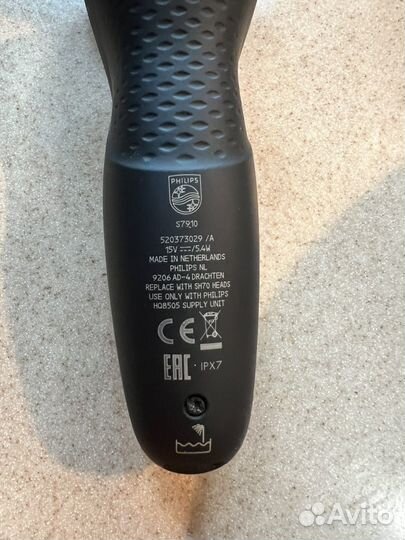 PHILIPS
S7910
520373029 /A
15V ⎓/5.4W
MADE IN NETHERLANDS
PHILIPS NL
9206 AD-4 DRACHTEN
REPLACE WITH SH70 HEADS
USE ONLY WITH PHILIPS
HQ8505 SUPPLY UNIT
CE
EAC · IPX7
Avito